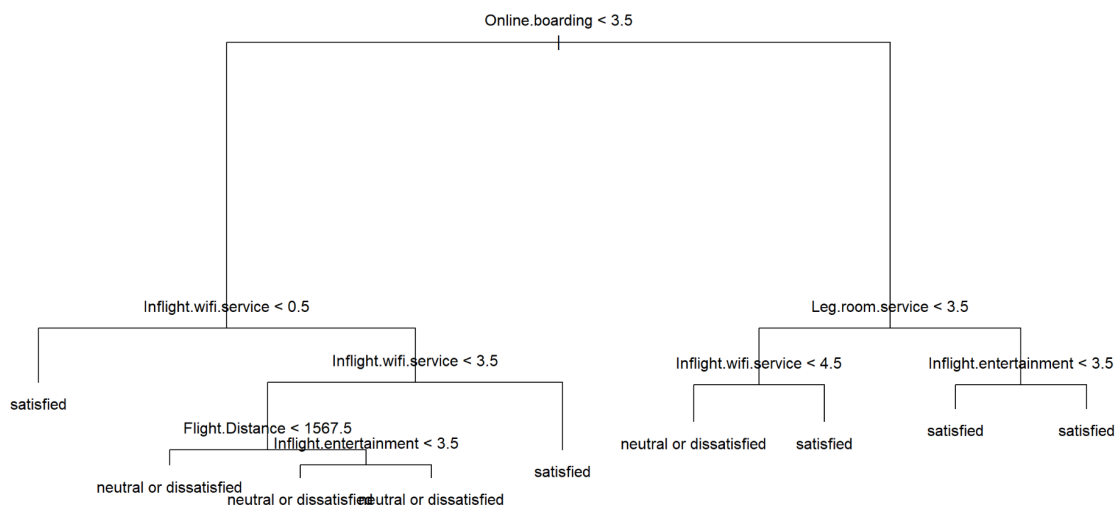 Online.boarding < 3.5
Inflight.wifi.service < 0.5
Leg.room.service < 3.5
Inflight.wifi.service < 3.5
Inflight.wifi.service < 4.5
Inflight.entertainment < 3.5
satisfied
Flight.Distance < 1567.5
Inflight.entertainment < 3.5
neutral or dissatisfied
satisfied
satisfied
satisfied
satisfied
neutral or dissatisfied
neutral or dissatisfied
neutral or dissatisfied